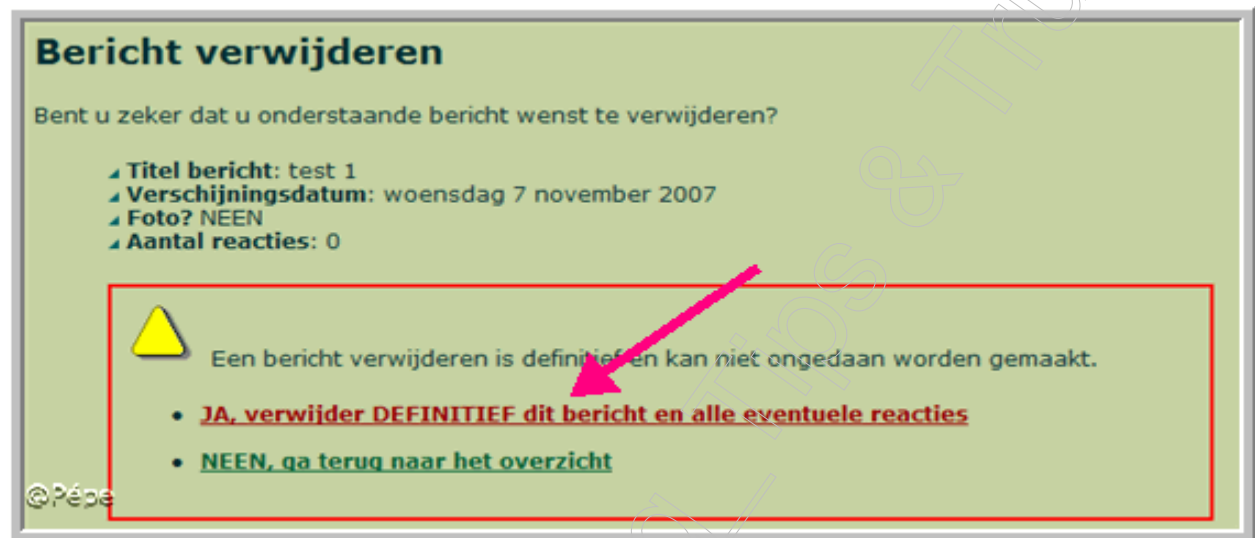 Bericht verwijderen
Bent u zeker dat u onderstaande bericht wenst te verwijderen?
Titel bericht: test 1
Verschijningsdatum: woensdag 7 november 2007
Foto? NEEN
Aantal reacties: 0
Een bericht verwijderen is definitief en kan niet ongedaan worden gemaakt.
• JA, verwijder DEFINITIEF dit bericht en alle eventuele reacties
• NEEN, ga terug naar het overzicht
@Pépe
Tips & Tru